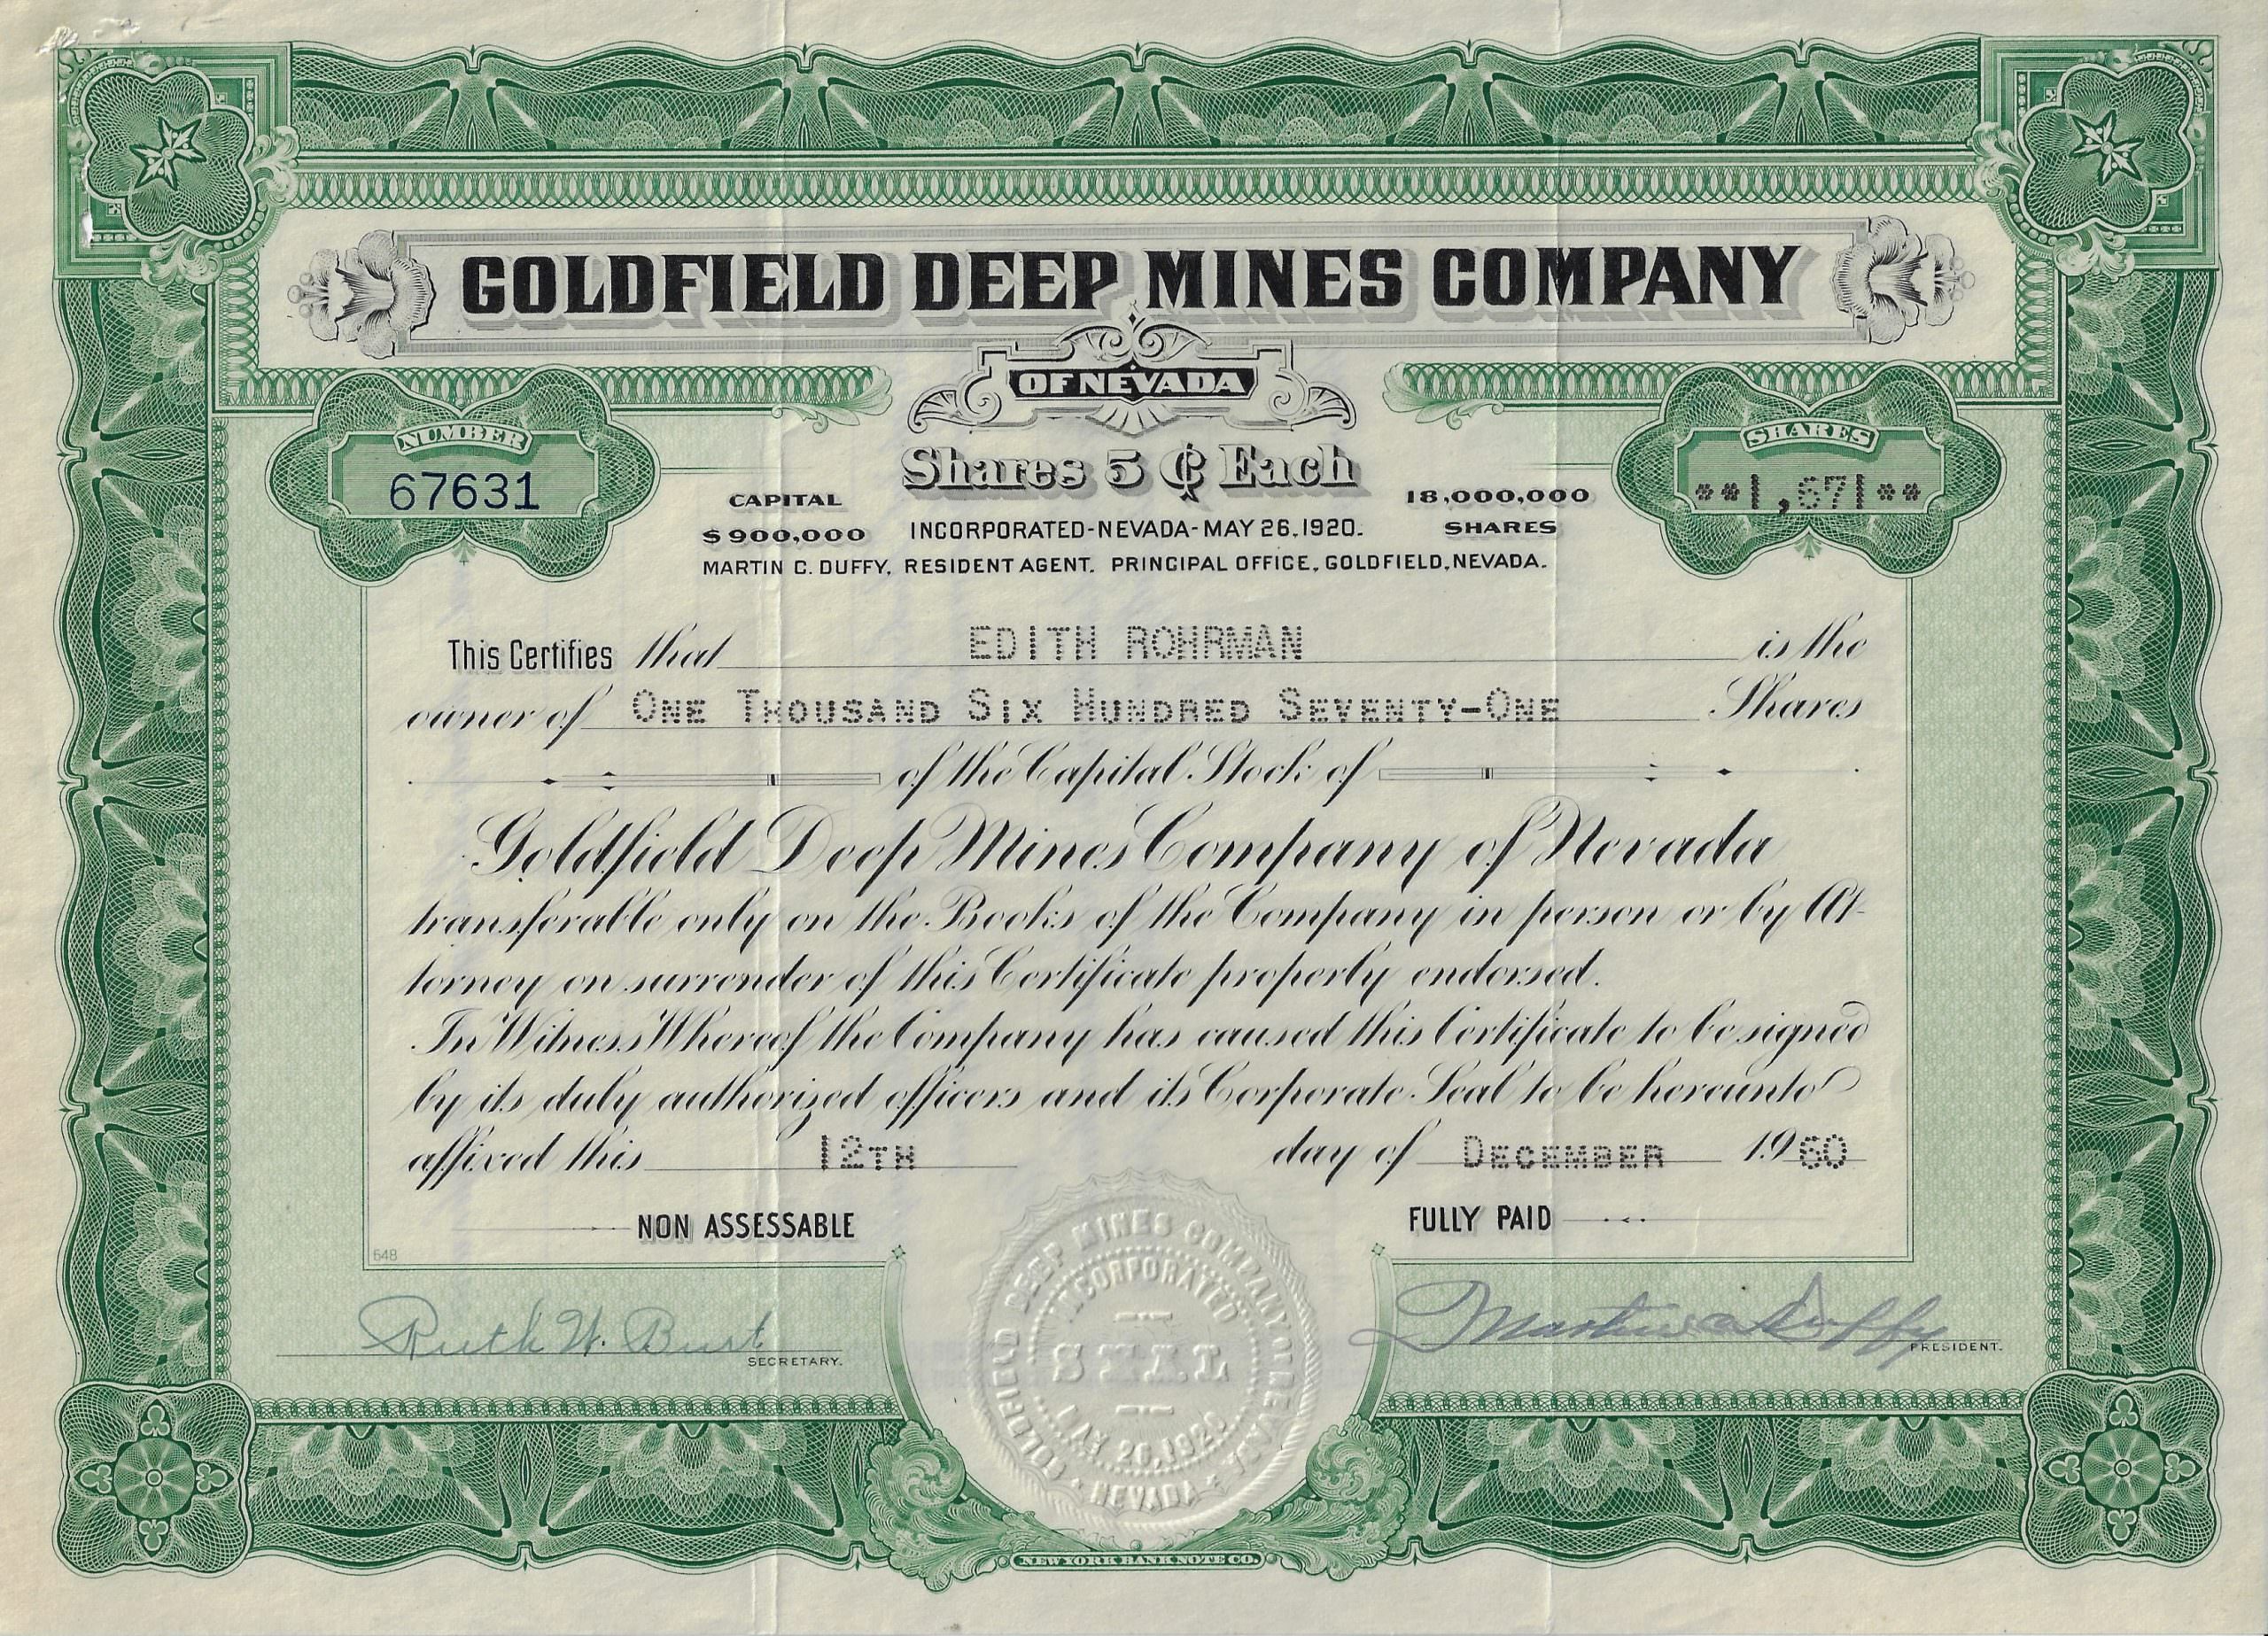 GOLDFIELD DEEP MINES COMPANY
OF NEVADA
NUMBER
67631
Shares 5 ¢ Each
SHARES
**1,671**
CAPITAL
$900,000
INCORPORATED-NEVADA-MAY 26, 1920.
18,000,000
SHARES
MARTIN C. DUFFY, RESIDENT AGENT. PRINCIPAL OFFICE, GOLDFIELD, NEVADA.
This Certifies that EDITH ROHRMAN is the
owner of ONE THOUSAND SIX HUNDRED SEVENTY-ONE Shares
of the Capital Stock of
Goldfield Deep Mines Company of Nevada
transferable only on the Books of the Company in person or by At-
torney on surrender of this Certificate properly endorsed.
In Witness Whereof the Company has caused this Certificate to be signed
by its duly authorized officers and its Corporate Seal to be hereunto
affixed this 12TH day of DECEMBER 1960
NON ASSESSABLE
FULLY PAID
648
Ruth W. Burt
SECRETARY.
Martin C. Duffy
PRESIDENT.
GOLDFIELD DEEP MINES COMPANY OF NEVADA
INCORPORATED
SEAL
MAY. 26, 1920
NEVADA
NEW YORK BANK NOTE CO.